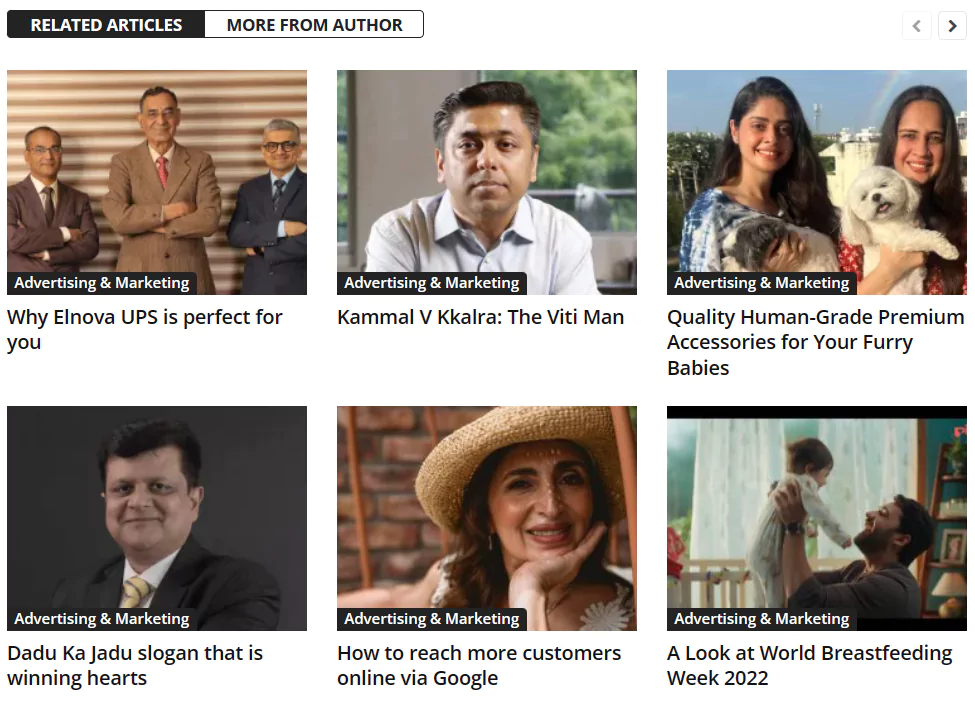 RELATED ARTICLES
MORE FROM AUTHOR
Advertising & Marketing
Why Elnova UPS is perfect for
you
Advertising & Marketing
Kammal V Kkalra: The Viti Man
Advertising & Marketing
Quality Human-Grade Premium
Accessories for Your Furry
Babies
Advertising & Marketing
Dadu Ka Jadu slogan that is
winning hearts
Advertising & Marketing
How to reach more customers
online via Google
Advertising & Marketing
A Look at World Breastfeeding
Week 2022